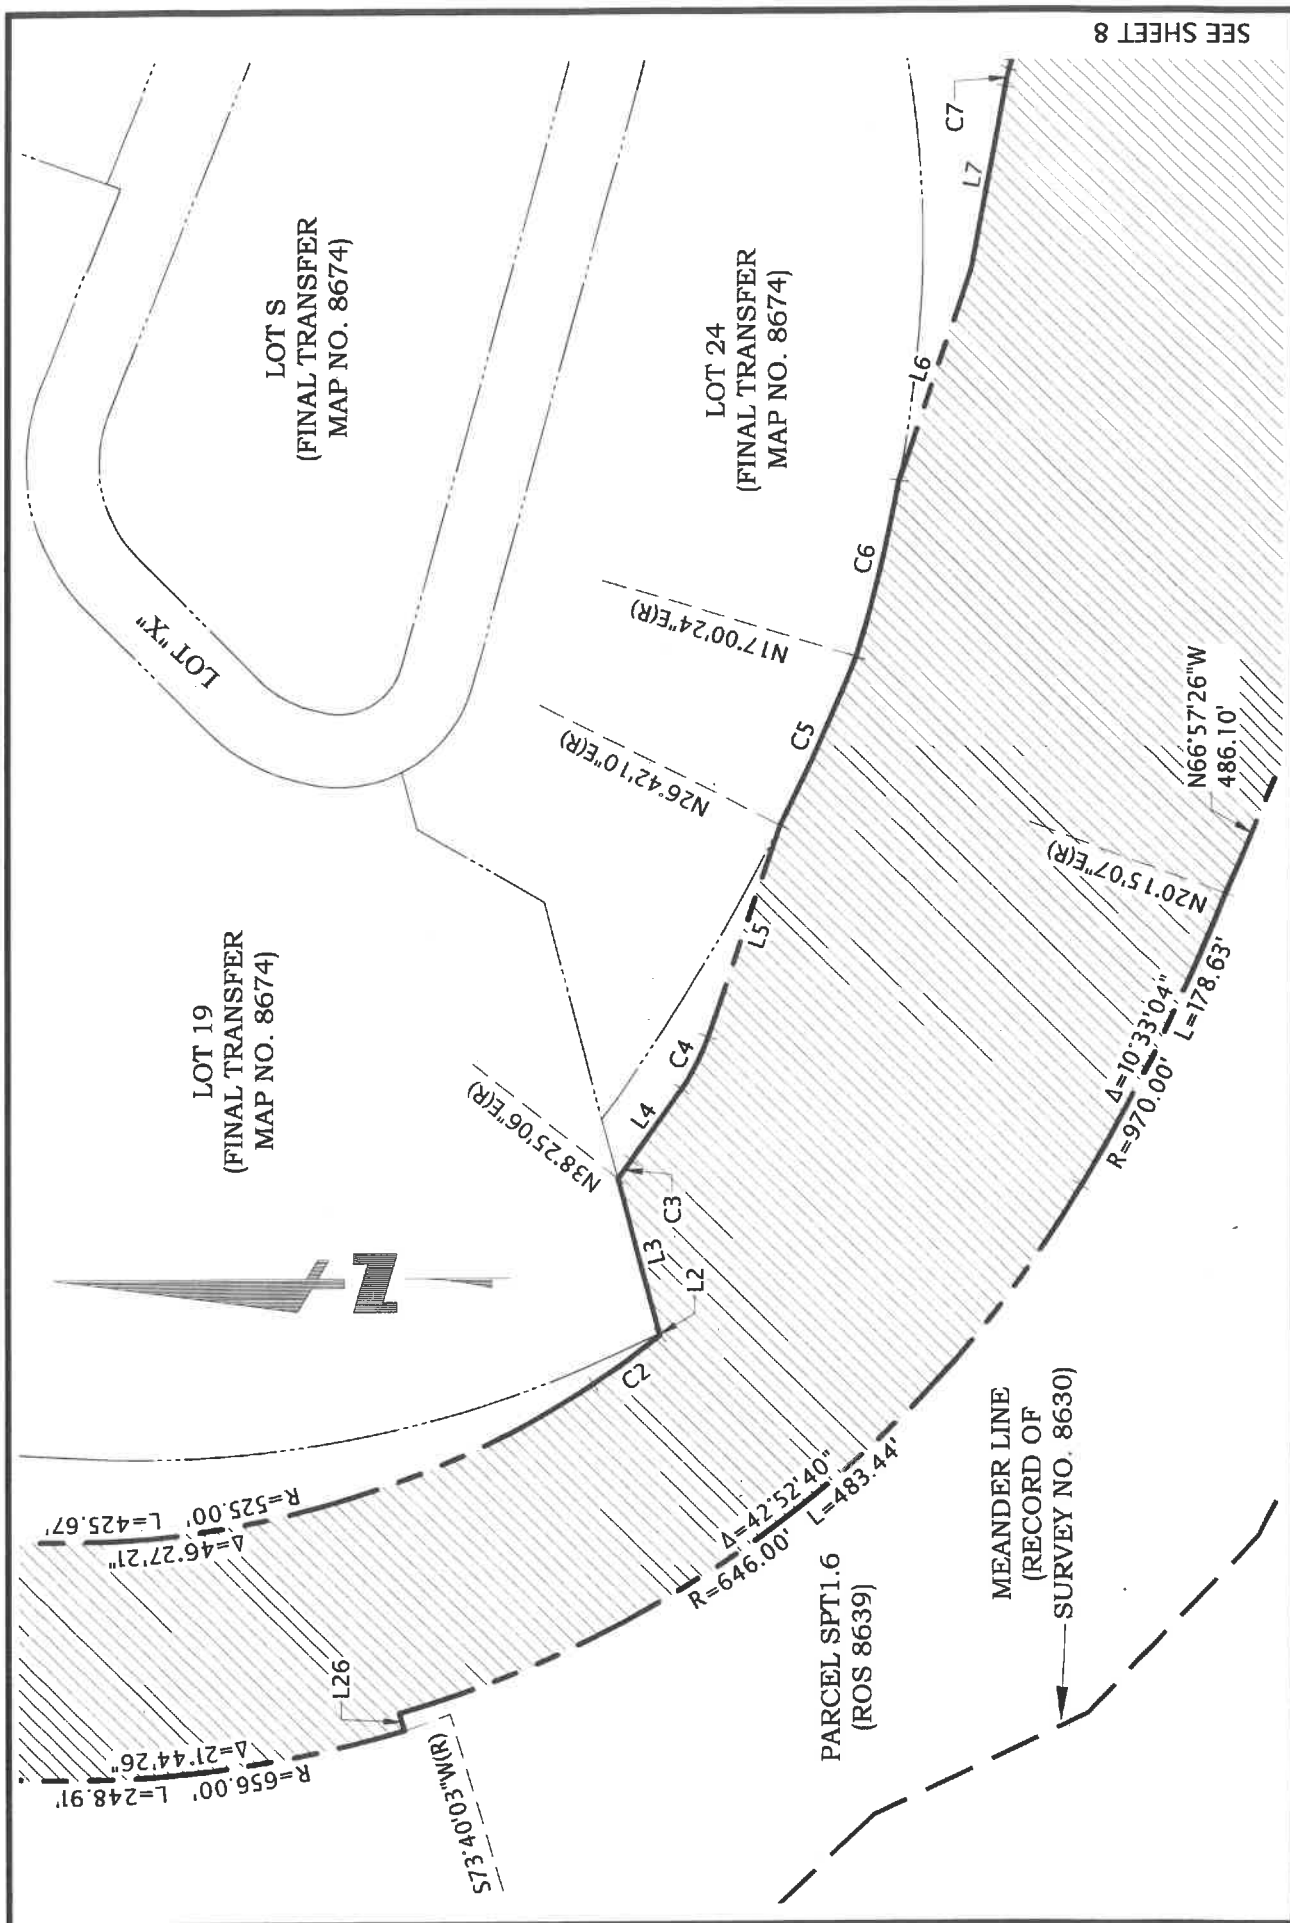 SEE SHEET 8
LOT S
(FINAL TRANSFER
MAP NO. 8674)
LOT "X"
LOT 24
(FINAL TRANSFER
MAP NO. 8674)
LOT 19
(FINAL TRANSFER
MAP NO. 8674)
C7
L7
L6
C6
N17°00'24"E(R)
C5
N26°42'10"E(R)
L5
C4
L4
N38°25'06"E(R)
C3
L3
L2
C2
Z
N66°57'26"W
486.10'
N20°15'07"E(R)
Δ=10°33'04"
R=970.00' L=178.63'
Δ=42°52'40"
R=646.00' L=483.44'
R=525.00' L=425.67'
Δ=46°27'21"
L26
Δ=21°44'26"
R=656.00' L=248.91'
S73°40'03"W(R)
PARCEL SPT1.6
(ROS 8639)
MEANDER LINE
(RECORD OF
SURVEY NO. 8630)